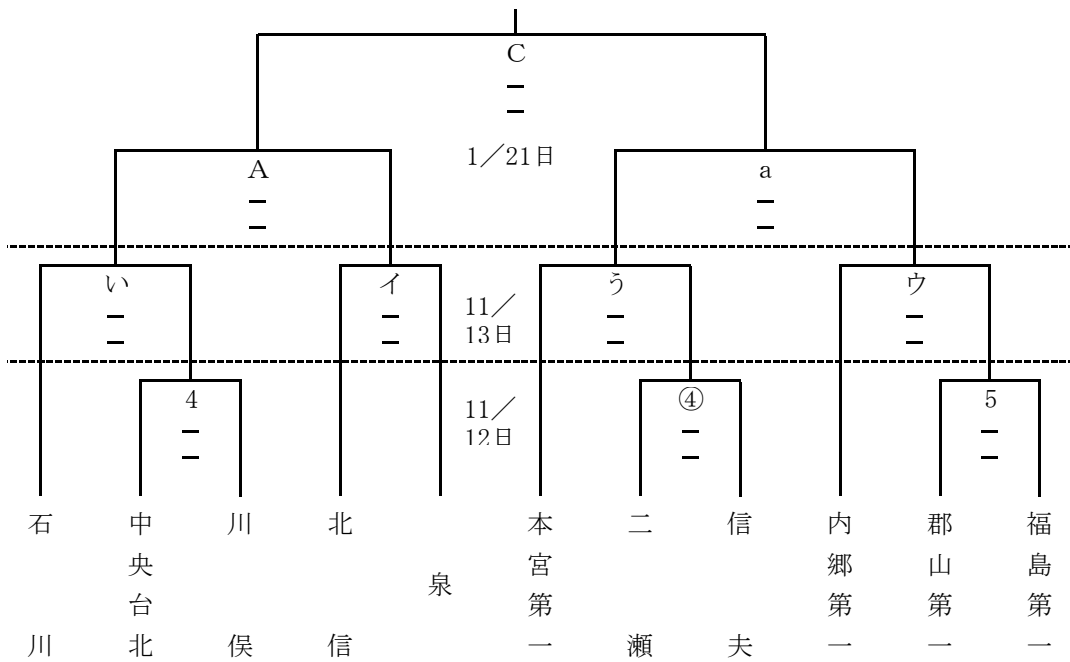 C
1／21日
A
a
い
イ
11／
13日
う
ウ
4
11／
12日
④
5
石川
中央台北
川俣
北信
泉
本宮第一
二瀬
信夫
内郷第一
郡山第一
福島第一